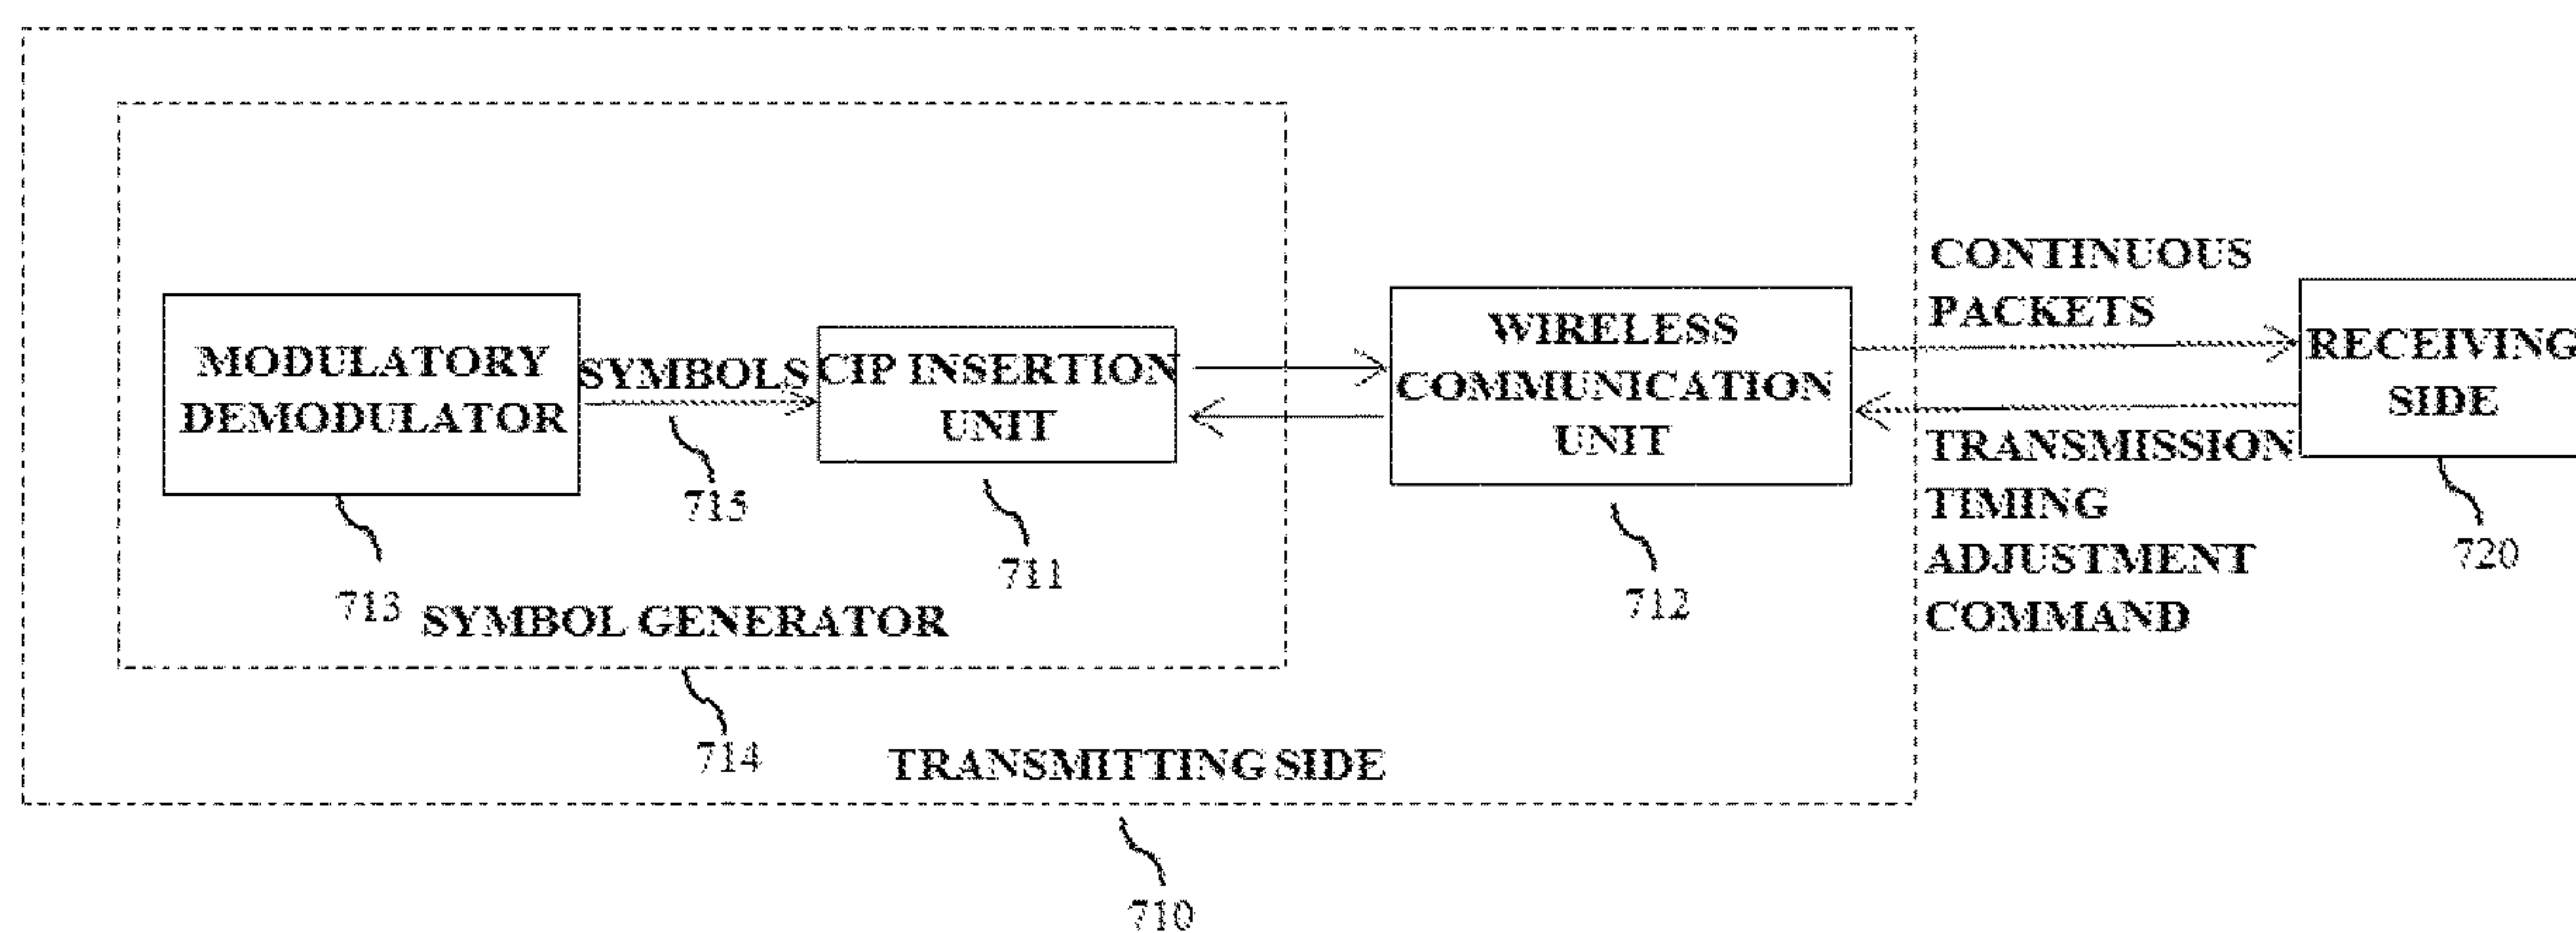 MODULATORY
DEMODULATOR
713
SYMBOLS
715
CIP INSERTION
UNIT
711
SYMBOL GENERATOR
714
WIRELESS
COMMUNICATION
UNIT
712
TRANSMITTING SIDE
710
CONTINUOUS
PACKETS
TRANSMISSION
TIMING
ADJUSTMENT
COMMAND
RECEIVING
SIDE
720